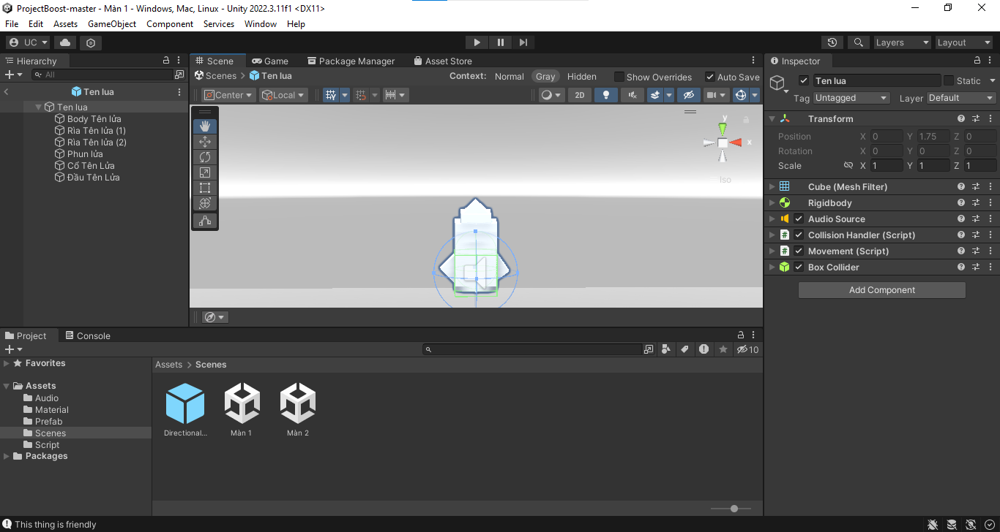 ProjectBoost-master - Màn 1 - Windows, Mac, Linux - Unity 2022.3.11f1 <DX11>
File Edit Assets GameObject Component Services Window Help
UC Layers Layout
Hierarchy
All
Ten lua
Ten lua
Body Tên lửa
Rìa Tên lửa (1)
Rìa Tên lửa (2)
Phun lửa
Cổ Tên Lửa
Đầu Tên Lửa
Scene Game Package Manager Asset Store
Scenes > Ten lua Context: Normal Gray Hidden Show Overrides Auto Save
Center Local 2D
y
x
Iso
Inspector
Ten lua Static
Tag Untagged Layer Default
Transform
Position X 0 Y 1.75 Z 0
Rotation X 0 Y 0 Z 0
Scale X 1 Y 1 Z 1
Cube (Mesh Filter)
Rigidbody
Audio Source
# Collision Handler (Script)
# Movement (Script)
Box Collider
Add Component
Project Console
10
Favorites
Assets
Audio
Material
Prefab
Scenes
Script
Packages
Assets > Scenes
Directional... Màn 1 Màn 2
This thing is friendly